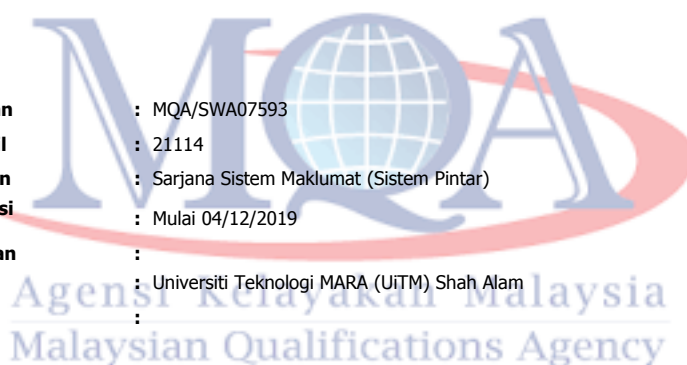 MQA
an : MQA/SWA07593
l : 21114
n : Sarjana Sistem Maklumat (Sistem Pintar)
si : Mulai 04/12/2019
an :
: Universiti Teknologi MARA (UiTM) Shah Alam
:
Agensi Kelayakan Malaysia
Malaysian Qualifications Agency